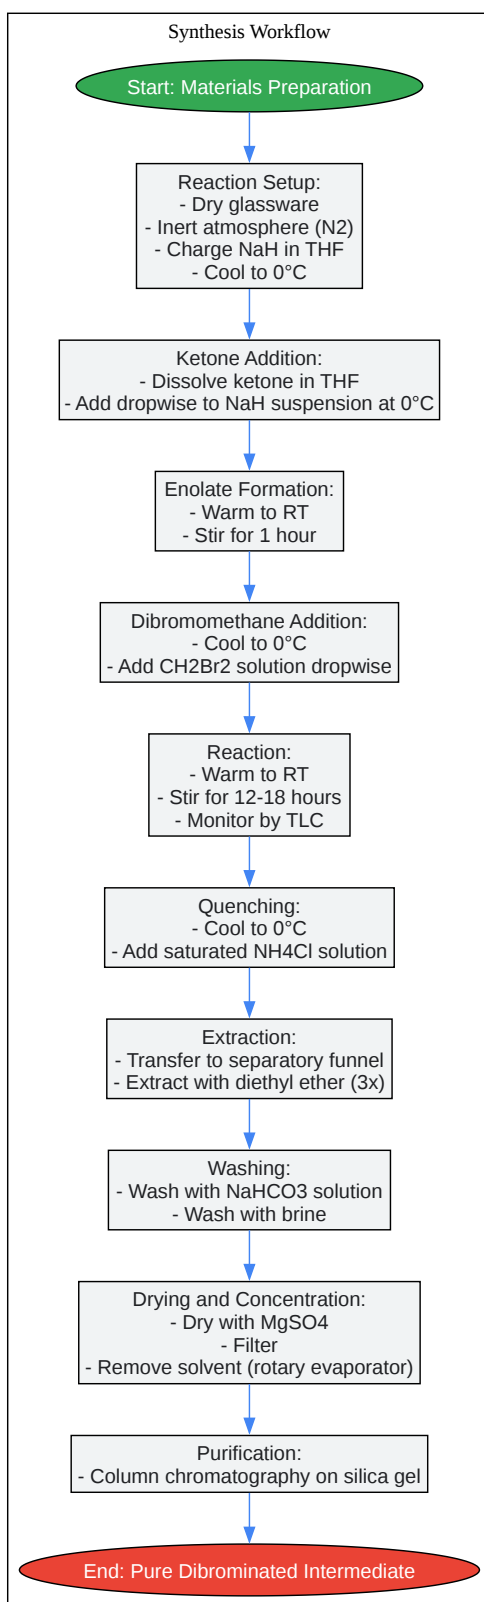 Synthesis Workflow
Start: Materials Preparation
Reaction Setup:
- Dry glassware
- Inert atmosphere (N2)
- Charge NaH in THF
- Cool to 0°C
Ketone Addition:
- Dissolve ketone in THF
- Add dropwise to NaH suspension at 0°C
Enolate Formation:
- Warm to RT
- Stir for 1 hour
Dibromomethane Addition:
- Cool to 0°C
- Add CH2Br2 solution dropwise
Reaction:
- Warm to RT
- Stir for 12-18 hours
- Monitor by TLC
Quenching:
- Cool to 0°C
- Add saturated NH4Cl solution
Extraction:
- Transfer to separatory funnel
- Extract with diethyl ether (3x)
Washing:
- Wash with NaHCO3 solution
- Wash with brine
Drying and Concentration:
- Dry with MgSO4
- Filter
- Remove solvent (rotary evaporator)
Purification:
- Column chromatography on silica gel
End: Pure Dibrominated Intermediate